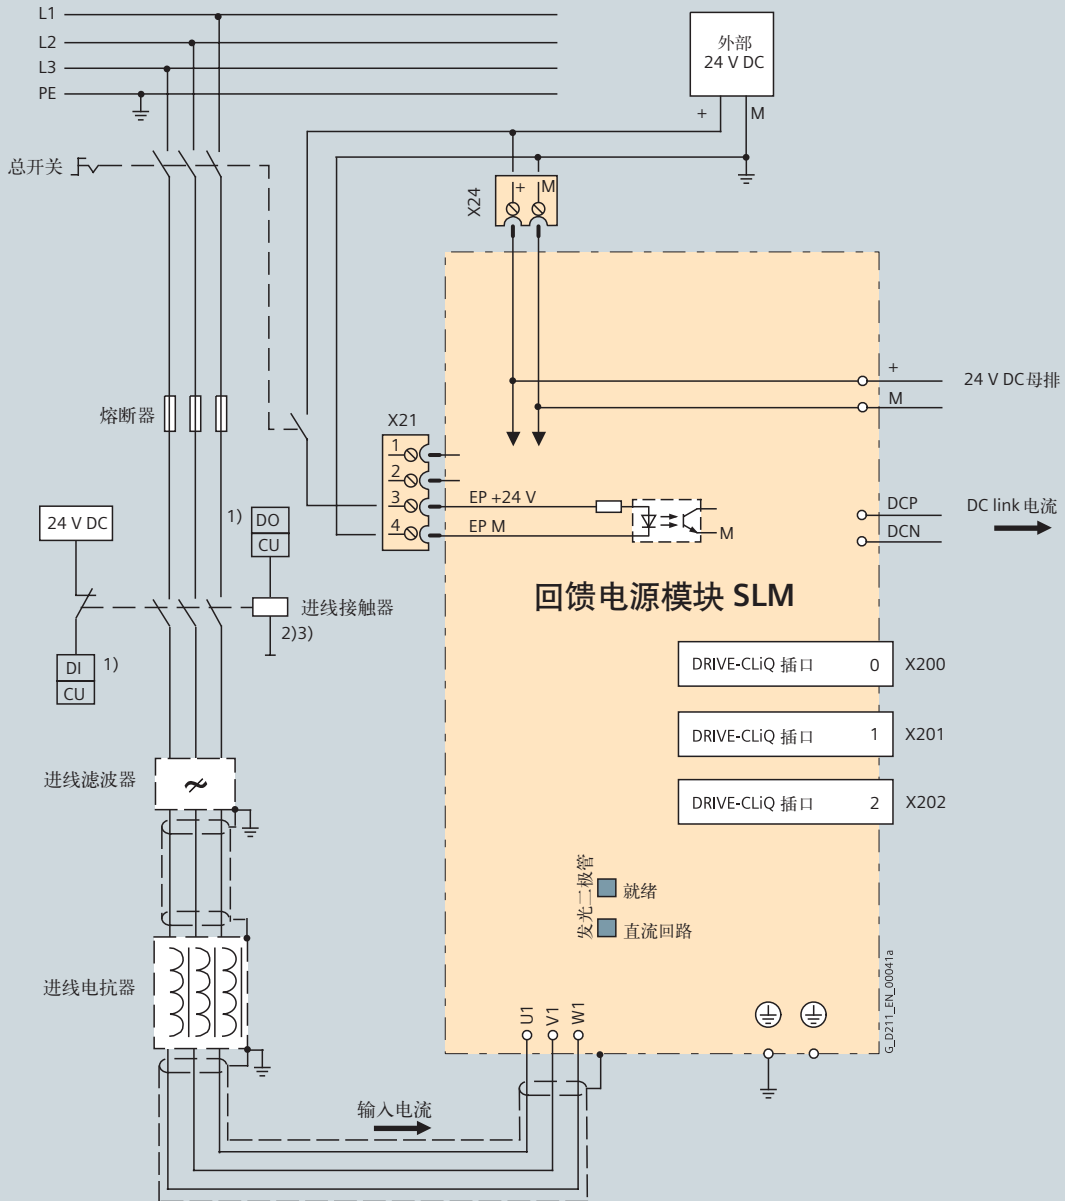 L1
L2
L3
PE
外部
24 V DC
+
M
总开关
X24
+
M
熔断器
X21
1
2
3
4
EP +24 V
EP M
M
+
M
24 V DC母排
DCP
DCN
DC link 电流
24 V DC
1)
DO
CU
进线接触器
2)3)
DI
CU
1)
回馈电源模块 SLM
DRIVE-CLiQ 插口
0
X200
DRIVE-CLiQ 插口
1
X201
DRIVE-CLiQ 插口
2
X202
进线滤波器
发光二极管
就绪
直流回路
进线电抗器
U1
V1
W1
G_D211_EN_00041a
输入电流